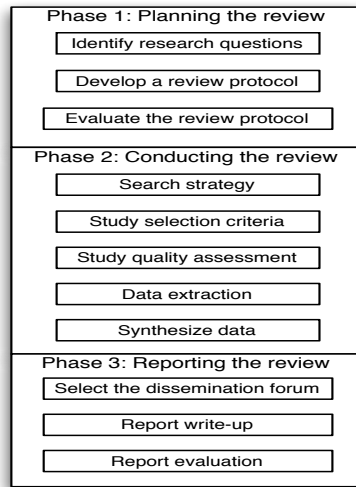 Phase 1: Planning the review
Identify research questions
Develop a review protocol
Evaluate the review protocol
Phase 2: Conducting the review
Search strategy
Study selection criteria
Study quality assessment
Data extraction
Synthesize data
Phase 3: Reporting the review
Select the dissemination forum
Report write-up
Report evaluation